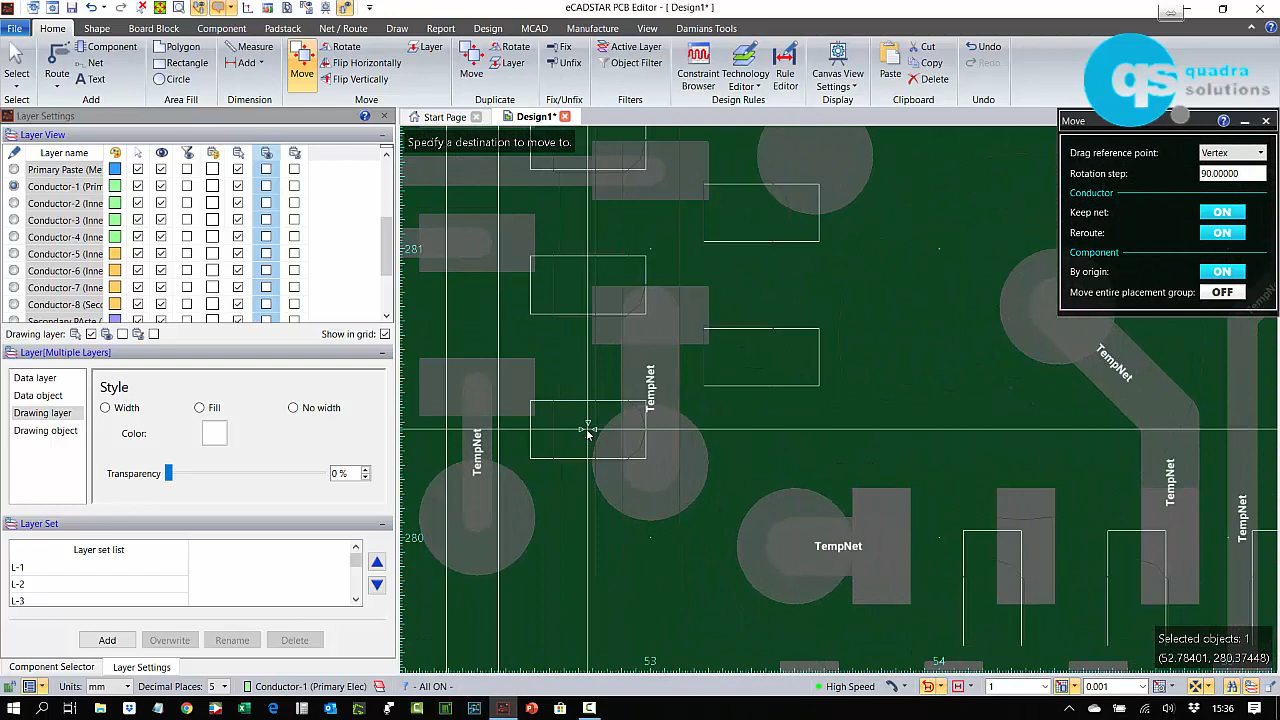 eCADSTAR PCB Editor - [ Design1* ]
File Home Shape Board Block Component Padstack Net / Route Draw Report Design MCAD Manufacture View Damians Tools
Select Route Component Net Text Polygon Rectangle Circle Measure Add Move Rotate Flip Horizontally Flip Vertically Layer Move Rotate Layer Fix Unfix Active Layer Object Filter Constraint Browser Technology Editor Rule Editor Canvas View Settings Paste Cut Copy Delete Undo Redo
Select Add Area Fill Dimension Move Duplicate Fix/Unfix Filters Design Rules Display Clipboard Undo
qs quadra solutions
Layer Settings
Start Page Design1*
Layer View
Layer name
Primary Paste (Me
Conductor-1 (Prim
Conductor-2 (Inne
Conductor-3 (Inne
Conductor-4 (Inne
Conductor-5 (Inne
Conductor-6 (Inne
Conductor-7 (Inne
Conductor-8 (Seco
Drawing layer: Show in grid:
Layer[Multiple Layers]
Data layer
Data object
Drawing layer
Drawing object
Style
Width Fill No width
Color:
Transparency 0 %
Layer Set
Layer set list
L-1
L-2
L-3
Add Overwrite Rename Delete
Component Selector Layer Settings
Specify a destination to move to.
281
280
53 54
TempNet
TempNet
TempNet
TempNet
TempNet
TempNet
TempNet
Move
Drag reference point: Vertex
Rotation step: 90.00000
Conductor
Keep net: ON
Reroute: ON
Component
By origin: ON
Move entire placement group: OFF
Selected objects: 1
(52.78401, 280.37448)
Units: mm Decimal Places: 5 Conductor-1 (Primary Elec) - All ON - High Speed 1 0.001
15:36